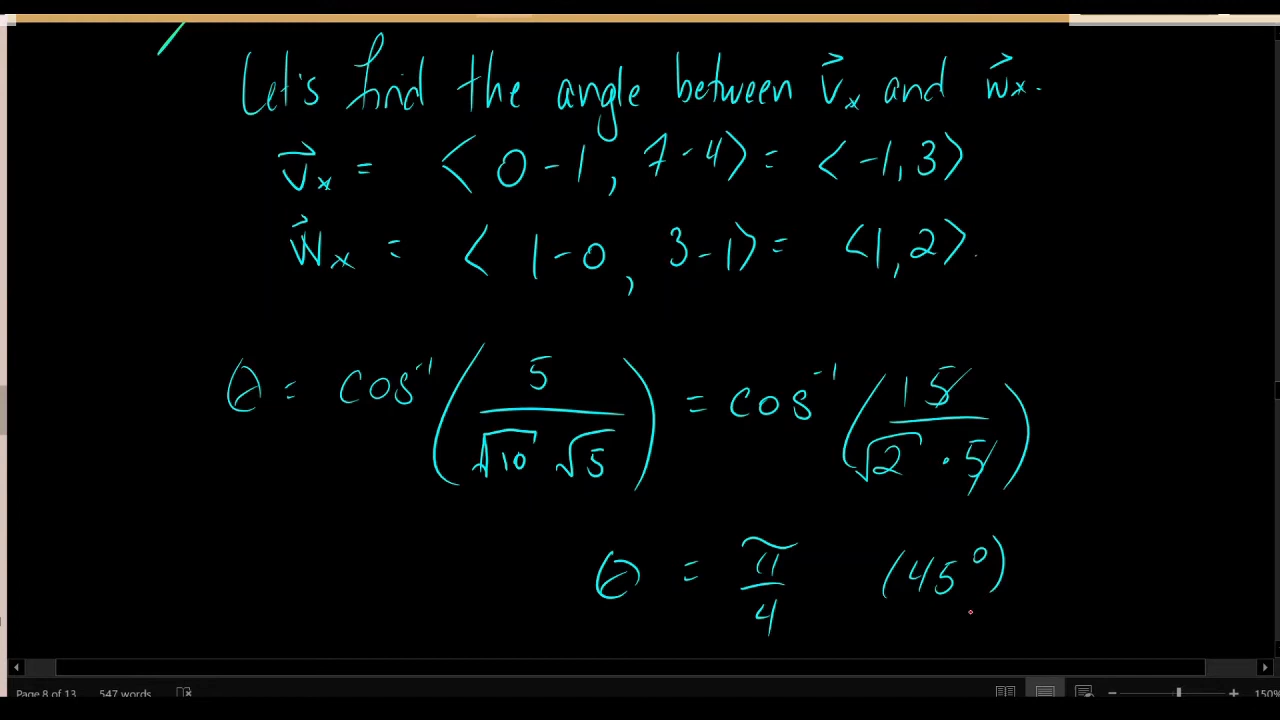 Let's find the angle between v⃗ₓ and w⃗ₓ.
v⃗ₓ = ⟨0-1, 7-4⟩ = ⟨-1,3⟩
w⃗ₓ = ⟨1-0, 3-1⟩ = ⟨1,2⟩.
θ = cos⁻¹(5/(√10 √5)) = cos⁻¹(1 5/(√2 · 5))
θ = π/4 (45°)
Page 8 of 13 547 words 150%